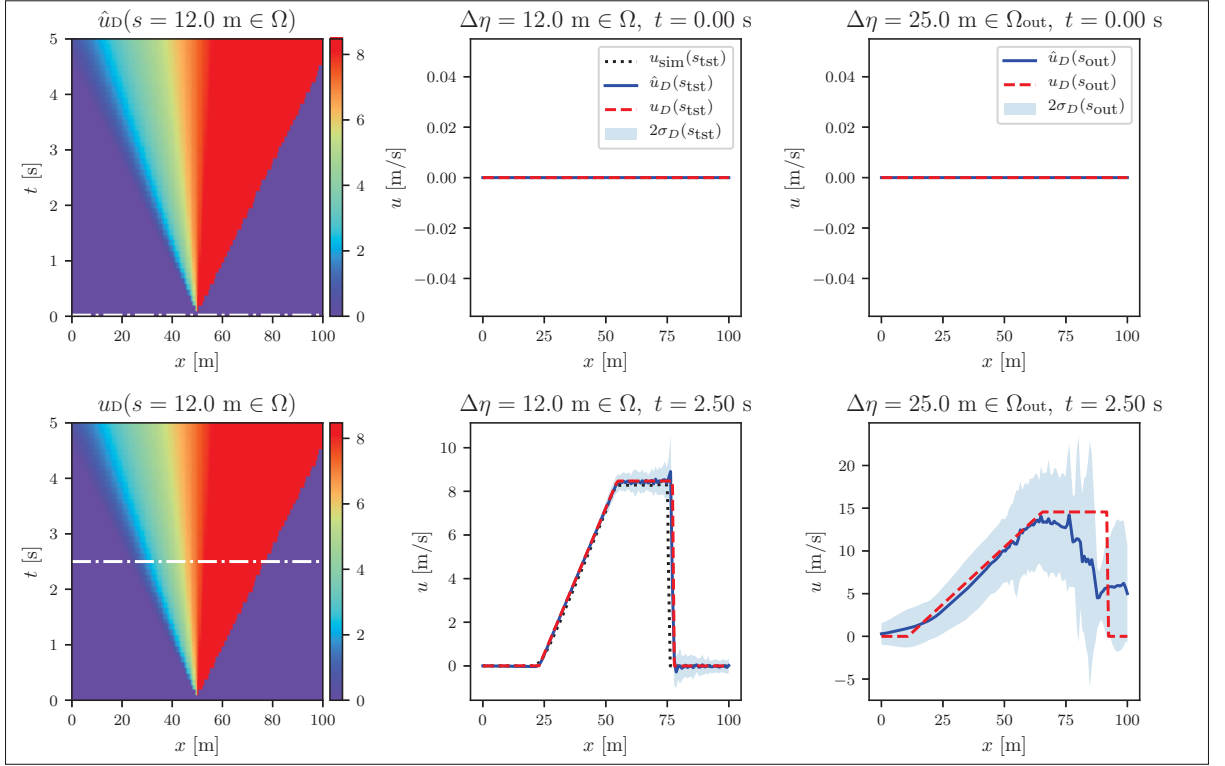 û_D(s = 12.0 m ∈ Ω)
5
4
3
2
1
0
t [s]
0 20 40 60 80 100
x [m]
8
6
4
2
0
Δη = 12.0 m ∈ Ω, t = 0.00 s
0.04
0.02
0.00
−0.02
−0.04
u [m/s]
0 25 50 75 100
x [m]
u_sim(s_tst)
û_D(s_tst)
u_D(s_tst)
2σ_D(s_tst)
Δη = 25.0 m ∈ Ω_out, t = 0.00 s
0.04
0.02
0.00
−0.02
−0.04
u [m/s]
0 25 50 75 100
x [m]
û_D(s_out)
u_D(s_out)
2σ_D(s_out)
u_D(s = 12.0 m ∈ Ω)
5
4
3
2
1
0
t [s]
0 20 40 60 80 100
x [m]
8
6
4
2
0
Δη = 12.0 m ∈ Ω, t = 2.50 s
10
8
6
4
2
0
u [m/s]
0 25 50 75 100
x [m]
Δη = 25.0 m ∈ Ω_out, t = 2.50 s
20
15
10
5
0
−5
u [m/s]
0 25 50 75 100
x [m]